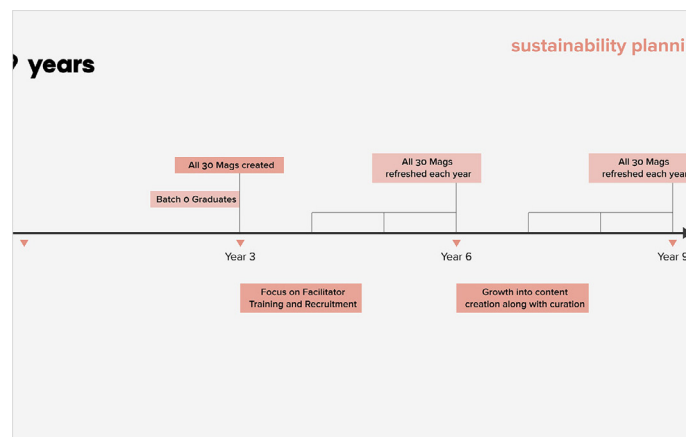 years
sustainability planni
All 30 Mags created
Batch 0 Graduates
All 30 Mags
refreshed each year
All 30 Mags
refreshed each year
Year 3
Year 6
Year 9
Focus on Facilitator
Training and Recruitment
Growth into content
creation along with curation